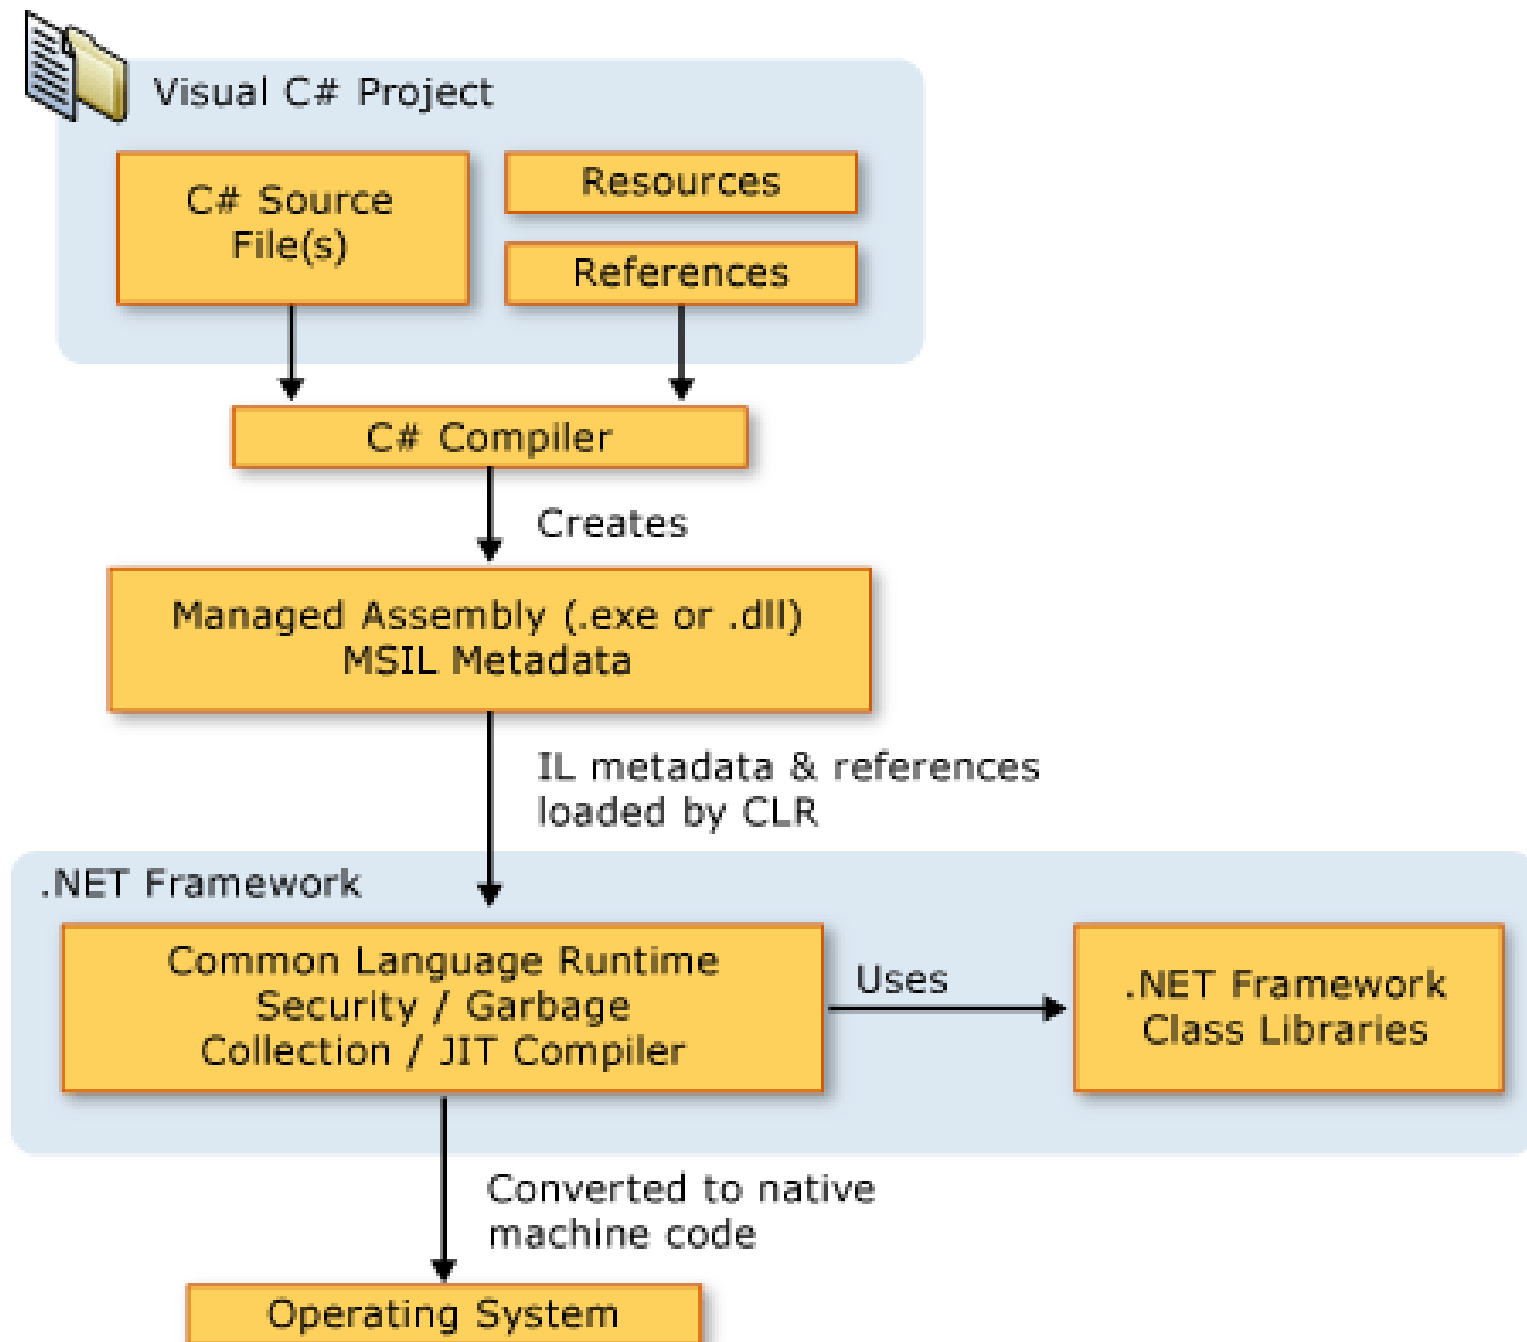 Visual C# Project
C# Source
File(s)
Resources
References
C# Compiler
Creates
Managed Assembly (.exe or .dll)
MSIL Metadata
IL metadata & references
loaded by CLR
.NET Framework
Common Language Runtime
Security / Garbage
Collection / JIT Compiler
Uses
.NET Framework
Class Libraries
Converted to native
machine code
Operating System